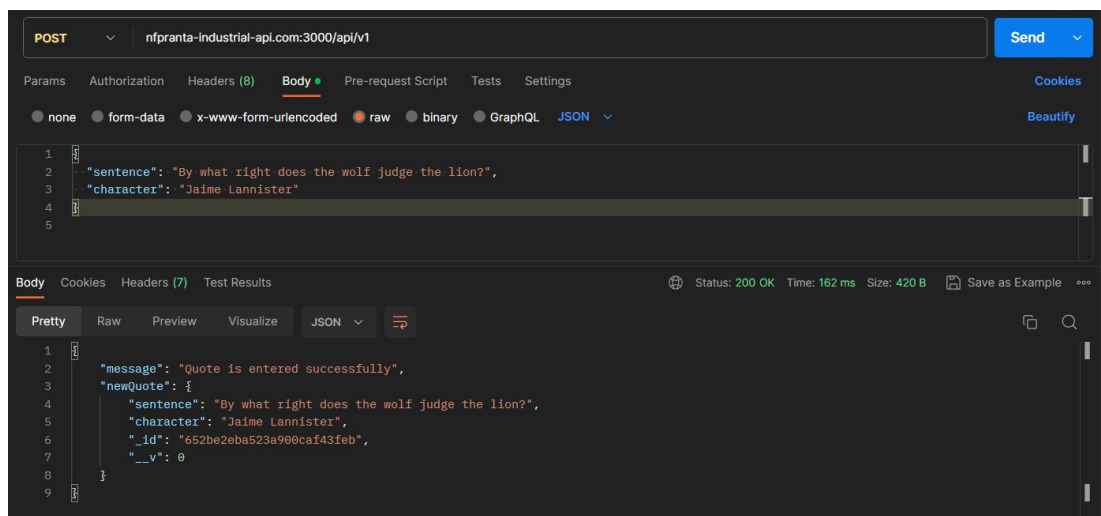 POST nfpranta-industrial-api.com:3000/api/v1 Send
Params Authorization Headers (8) Body Pre-request Script Tests Settings Cookies
none form-data x-www-form-urlencoded raw binary GraphQL JSON Beautify
1 {
2 "sentence": "By what right does the wolf judge the lion?",
3 "character": "Jaime Lannister"
4 }
5
Body Cookies Headers (7) Test Results Status: 200 OK Time: 162 ms Size: 420 B Save as Example
Pretty Raw Preview Visualize JSON
1 {
2 "message": "Quote is entered successfully",
3 "newQuote": {
4 "sentence": "By what right does the wolf judge the lion?",
5 "character": "Jaime Lannister",
6 "_id": "652be2eba523a900caf43feb",
7 "__v": 0
8 }
9 }